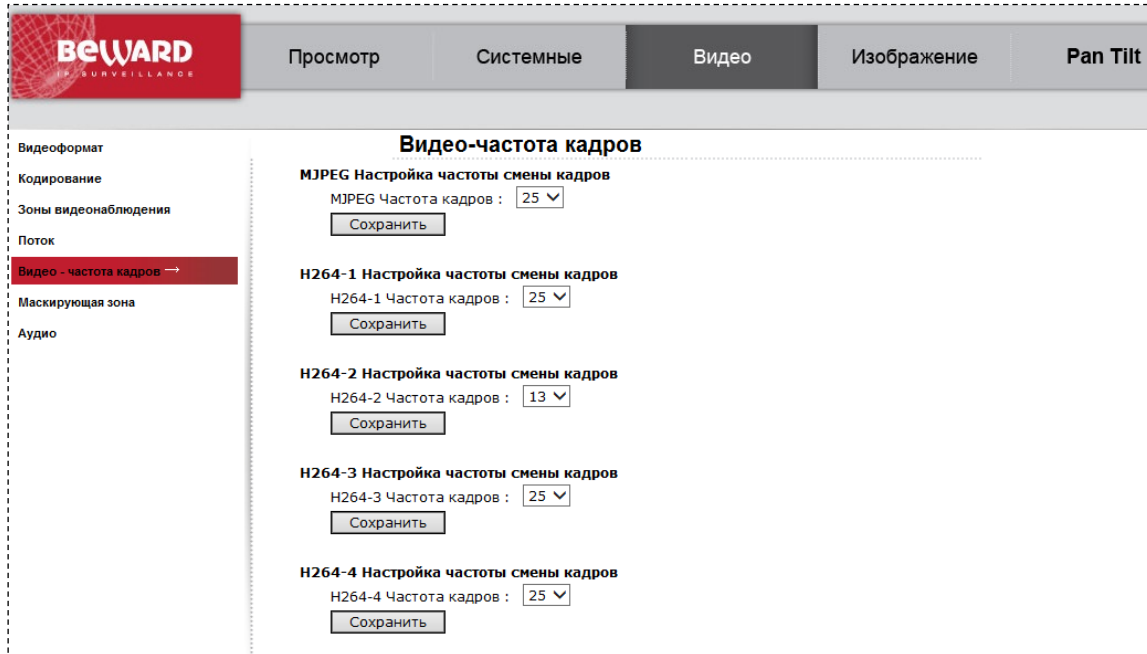 BEWARD
IP SURVEILLANCE
Просмотр
Системные
Видео
Изображение
Pan Tilt
Видеоформат
Кодирование
Зоны видеонаблюдения
Поток
Видео - частота кадров →
Маскирующая зона
Аудио
Видео-частота кадров
MJPEG Настройка частоты смены кадров
MJPEG Частота кадров : 25
Сохранить
H264-1 Настройка частоты смены кадров
H264-1 Частота кадров : 25
Сохранить
H264-2 Настройка частоты смены кадров
H264-2 Частота кадров : 13
Сохранить
H264-3 Настройка частоты смены кадров
H264-3 Частота кадров : 25
Сохранить
H264-4 Настройка частоты смены кадров
H264-4 Частота кадров : 25
Сохранить